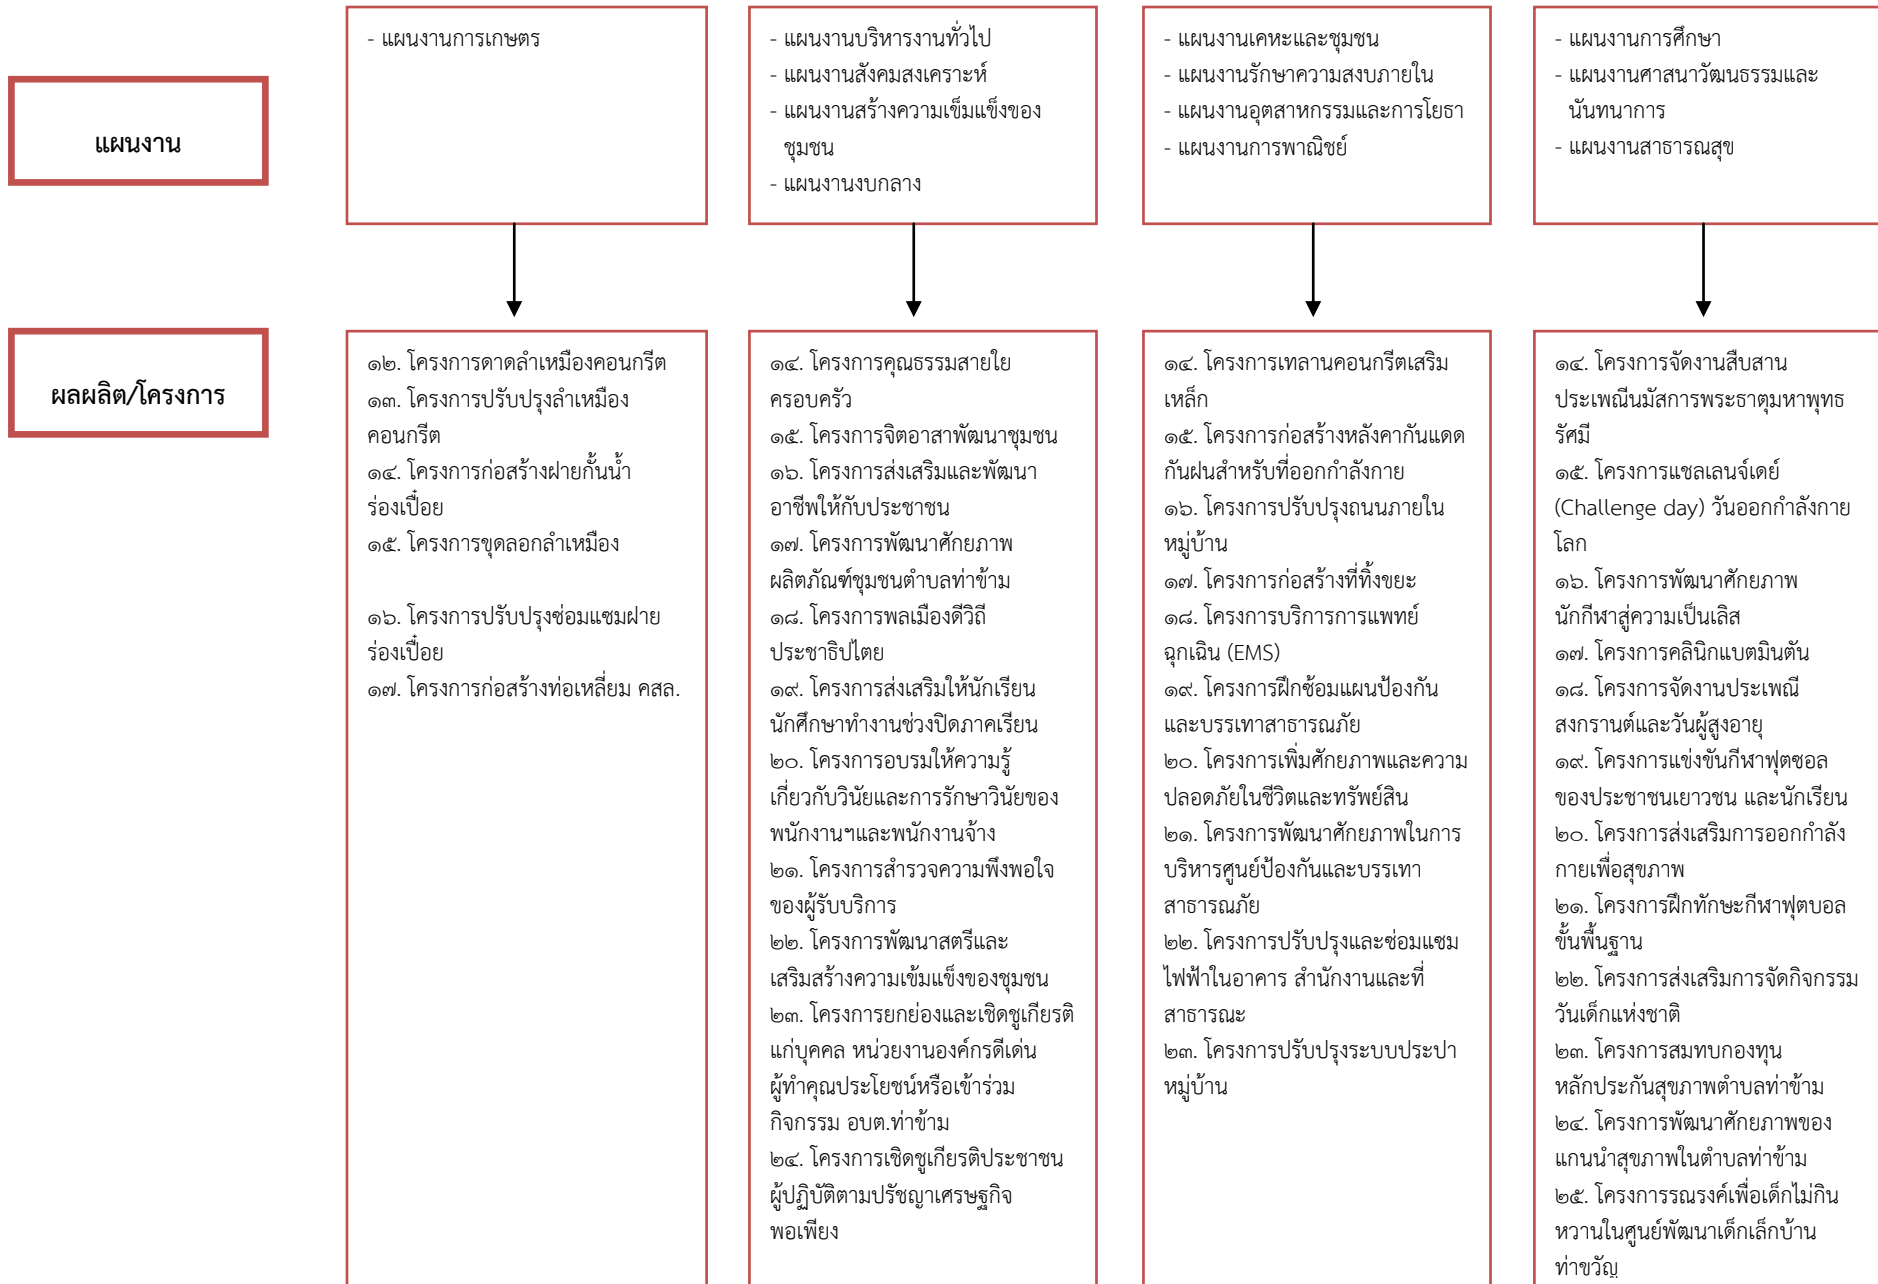 แผนงาน
- แผนงานการเกษตร
- แผนงานบริหารงานทั่วไป
- แผนงานสังคมสงเคราะห์
- แผนงานสร้างความเข็มแข็งของ
ชุมชน
- แผนงานงบกลาง
- แผนงานเคหะและชุมชน
- แผนงานรักษาความสงบภายใน
- แผนงานอุตสาหกรรมและการโยธา
- แผนงานการพาณิชย์
- แผนงานการศึกษา
- แผนงานศาสนาวัฒนธรรมและ
นันทนาการ
- แผนงานสาธารณสุข
ผลผลิต/โครงการ
๑๒. โครงการดาดลำเหมืองคอนกรีต
๑๓. โครงการปรับปรุงลำเหมือง
คอนกรีต
๑๔. โครงการก่อสร้างฝายกั้นน้ำ
ร่องเปื๋อย
๑๕. โครงการขุดลอกลำเหมือง
๑๖. โครงการปรับปรุงซ่อมแซมฝาย
ร่องเปื๋อย
๑๗. โครงการก่อสร้างท่อเหลี่ยม คสล.
๑๔. โครงการคุณธรรมสายใย
ครอบครัว
๑๕. โครงการจิตอาสาพัฒนาชุมชน
๑๖. โครงการส่งเสริมและพัฒนา
อาชีพให้กับประชาชน
๑๗. โครงการพัฒนาศักยภาพ
ผลิตภัณฑ์ชุมชนตำบลท่าข้าม
๑๘. โครงการพลเมืองดีวิถี
ประชาธิปไตย
๑๙. โครงการส่งเสริมให้นักเรียน
นักศึกษาทำงานช่วงปิดภาคเรียน
๒๐. โครงการอบรมให้ความรู้
เกี่ยวกับวินัยและการรักษาวินัยของ
พนักงานฯและพนักงานจ้าง
๒๑. โครงการสำรวจความพึงพอใจ
ของผู้รับบริการ
๒๒. โครงการพัฒนาสตรีและ
เสริมสร้างความเข้มแข็งของชุมชน
๒๓. โครงการยกย่องและเชิดชูเกียรติ
แก่บุคคล หน่วยงานองค์กรดีเด่น
ผู้ทำคุณประโยชน์หรือเข้าร่วม
กิจกรรม อบต.ท่าข้าม
๒๔. โครงการเชิดชูเกียรติประชาชน
ผู้ปฏิบัติตามปรัชญาเศรษฐกิจ
พอเพียง
๑๔. โครงการเทลานคอนกรีตเสริม
เหล็ก
๑๕. โครงการก่อสร้างหลังคากันแดด
กันฝนสำหรับที่ออกกำลังกาย
๑๖. โครงการปรับปรุงถนนภายใน
หมู่บ้าน
๑๗. โครงการก่อสร้างที่ทิ้งขยะ
๑๘. โครงการบริการการแพทย์
ฉุกเฉิน (EMS)
๑๙. โครงการฝึกซ้อมแผนป้องกัน
และบรรเทาสาธารณภัย
๒๐. โครงการเพิ่มศักยภาพและความ
ปลอดภัยในชีวิตและทรัพย์สิน
๒๑. โครงการพัฒนาศักยภาพในการ
บริหารศูนย์ป้องกันและบรรเทา
สาธารณภัย
๒๒. โครงการปรับปรุงและซ่อมแซม
ไฟฟ้าในอาคาร สำนักงานและที่
สาธารณะ
๒๓. โครงการปรับปรุงระบบประปา
หมู่บ้าน
๑๔. โครงการจัดงานสืบสาน
ประเพณีนมัสการพระธาตุมหาพุทธ
รัศมี
๑๕. โครงการแชลเลนจ์เดย์
(Challenge day) วันออกกำลังกาย
โลก
๑๖. โครงการพัฒนาศักยภาพ
นักกีฬาสู่ความเป็นเลิส
๑๗. โครงการคลินิกแบตมินตัน
๑๘. โครงการจัดงานประเพณี
สงกรานต์และวันผู้สูงอายุ
๑๙. โครงการแข่งขันกีฬาฟุตซอล
ของประชาชนเยาวชน และนักเรียน
๒๐. โครงการส่งเสริมการออกกำลัง
กายเพื่อสุขภาพ
๒๑. โครงการฝึกทักษะกีฬาฟุตบอล
ขั้นพื้นฐาน
๒๒. โครงการส่งเสริมการจัดกิจกรรม
วันเด็กแห่งชาติ
๒๓. โครงการสมทบกองทุน
หลักประกันสุขภาพตำบลท่าข้าม
๒๔. โครงการพัฒนาศักยภาพของ
แกนนำสุขภาพในตำบลท่าข้าม
๒๕. โครงการรณรงค์เพื่อเด็กไม่กิน
หวานในศูนย์พัฒนาเด็กเล็กบ้าน
ท่าขวัญ